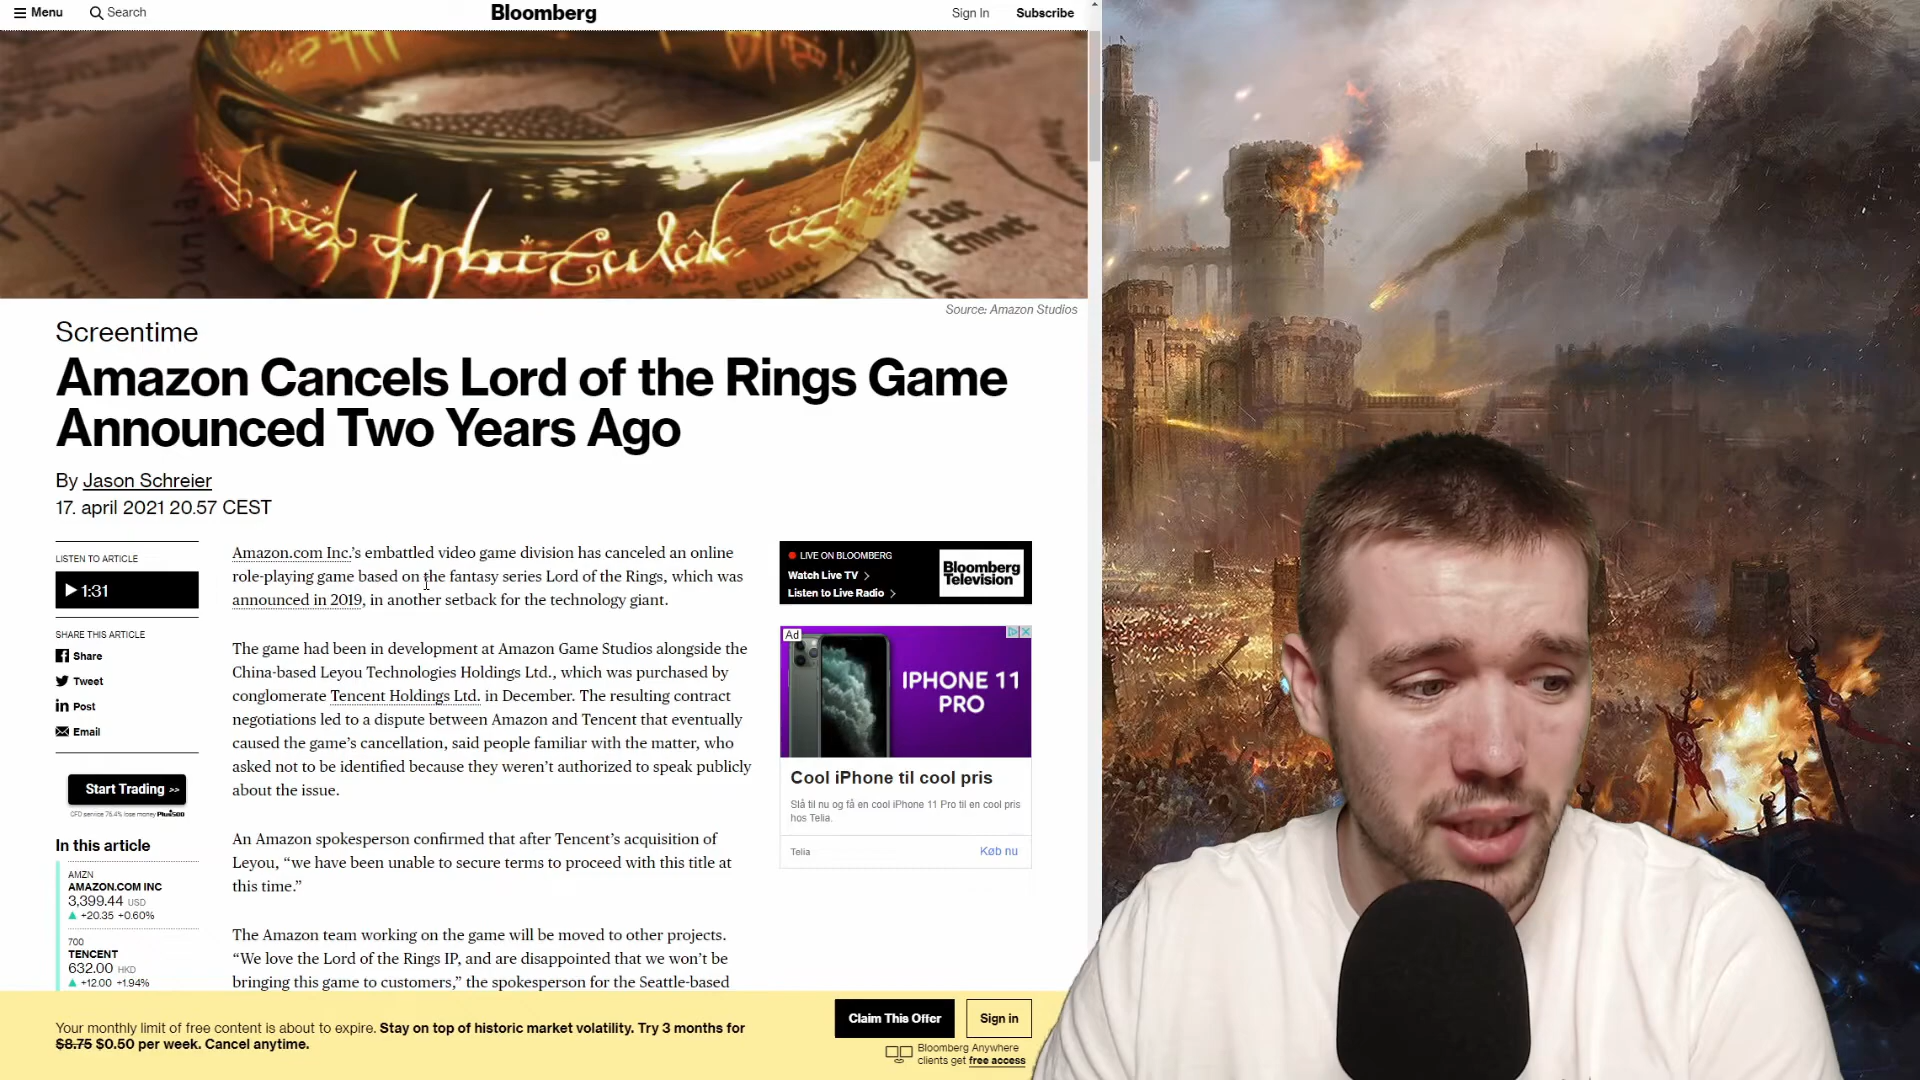 Menu
Search
Bloomberg
Sign In
Subscribe
East
Emnet
Source: Amazon Studios
Screentime
Amazon Cancels Lord of the Rings Game
Announced Two Years Ago
By Jason Schreier
17. april 2021 20.57 CEST
LISTEN TO ARTICLE
1:31
SHARE THIS ARTICLE
Share
Tweet
Post
Email
Start Trading >>
CFD service 76.4% lose money Plus500
In this article
AMZN
AMAZON.COM INC
3,399.44 USD
+20.35 +0.60%
700
TENCENT
632.00 HKD
+12.00 +1.94%
Amazon.com Inc.'s embattled video game division has canceled an online
role-playing game based on the fantasy series Lord of the Rings, which was
announced in 2019, in another setback for the technology giant.
The game had been in development at Amazon Game Studios alongside the
China-based Leyou Technologies Holdings Ltd., which was purchased by
conglomerate Tencent Holdings Ltd. in December. The resulting contract
negotiations led to a dispute between Amazon and Tencent that eventually
caused the game's cancellation, said people familiar with the matter, who
asked not to be identified because they weren't authorized to speak publicly
about the issue.
An Amazon spokesperson confirmed that after Tencent's acquisition of
Leyou, “we have been unable to secure terms to proceed with this title at
this time.”
The Amazon team working on the game will be moved to other projects.
“We love the Lord of the Rings IP, and are disappointed that we won't be
bringing this game to customers,” the spokesperson for the Seattle-based
LIVE ON BLOOMBERG
Watch Live TV >
Listen to Live Radio >
Bloomberg
Television
Ad
IPHONE 11
PRO
Cool iPhone til cool pris
Slå til nu og få en cool iPhone 11 Pro til en cool pris
hos Telia.
Telia
Køb nu
Your monthly limit of free content is about to expire. Stay on top of historic market volatility. Try 3 months for
$8.75 $0.50 per week. Cancel anytime.
Claim This Offer
Sign in
Bloomberg Anywhere
clients get free access